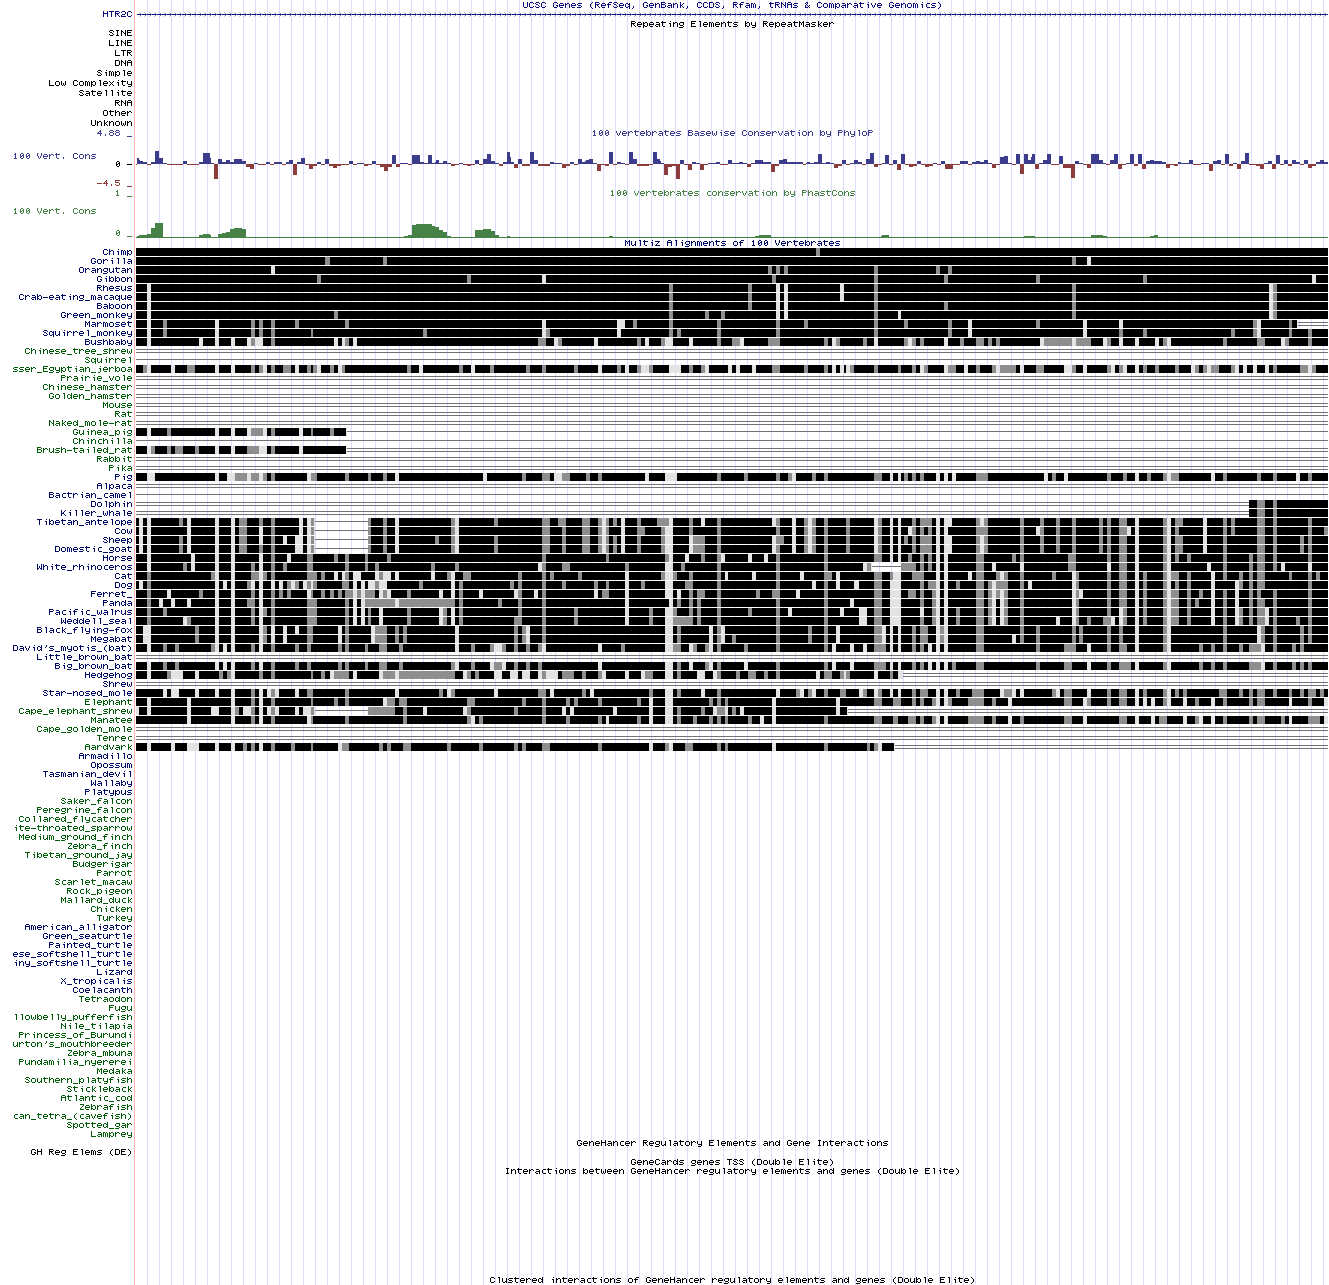 UCSC Genes (RefSeq, GenBank, CCDS, Rfam, tRNAs & Comparative Genomics)
HTR2C
Repeating Elements by RepeatMasker
SINE
LINE
LTR
DNA
Simple
Low Complexity
Satellite
RNA
Other
Unknown
4.88 _
100 vertebrates Basewise Conservation by PhyloP
100 Vert. Cons
0 _
-4.5 _
1 _
100 vertebrates conservation by PhastCons
100 Vert. Cons
0 _
Multiz Alignments of 100 Vertebrates
Chimp
Gorilla
Orangutan
Gibbon
Rhesus
Crab-eating_macaque
Baboon
Green_monkey
Marmoset
Squirrel_monkey
Bushbaby
Chinese_tree_shrew
Squirrel
sser_Egyptian_jerboa
Prairie_vole
Chinese_hamster
Golden_hamster
Mouse
Rat
Naked_mole-rat
Guinea_pig
Chinchilla
Brush-tailed_rat
Rabbit
Pika
Pig
Alpaca
Bactrian_camel
Dolphin
Killer_whale
Tibetan_antelope
Cow
Sheep
Domestic_goat
Horse
White_rhinoceros
Cat
Dog
Ferret_
Panda
Pacific_walrus
Weddell_seal
Black_flying-fox
Megabat
David's_myotis_(bat)
Little_brown_bat
Big_brown_bat
Hedgehog
Shrew
Star-nosed_mole
Elephant
Cape_elephant_shrew
Manatee
Cape_golden_mole
Tenrec
Aardvark
Armadillo
Opossum
Tasmanian_devil
Wallaby
Platypus
Saker_falcon
Peregrine_falcon
Collared_flycatcher
ite-throated_sparrow
Medium_ground_finch
Zebra_finch
Tibetan_ground_jay
Budgerigar
Parrot
Scarlet_macaw
Rock_pigeon
Mallard_duck
Chicken
Turkey
American_alligator
Green_seaturtle
Painted_turtle
ese_softshell_turtle
iny_softshell_turtle
Lizard
X_tropicalis
Coelacanth
Tetraodon
Fugu
llowbelly_pufferfish
Nile_tilapia
Princess_of_Burundi
urton's_mouthbreeder
Zebra_mbuna
Pundamilia_nyererei
Medaka
Southern_platyfish
Stickleback
Atlantic_cod
Zebrafish
can_tetra_(cavefish)
Spotted_gar
Lamprey
GeneHancer Regulatory Elements and Gene Interactions
GH Reg Elems (DE)
GeneCards genes TSS (Double Elite)
Interactions between GeneHancer regulatory elements and genes (Double Elite)
Clustered interactions of GeneHancer regulatory elements and genes (Double Elite)